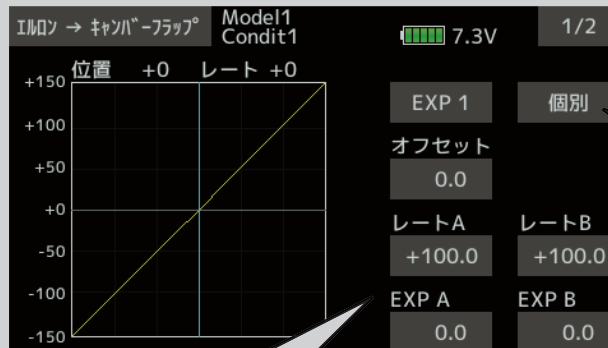 ｴﾙﾛﾝ → ｷｬﾝﾊﾞｰﾌﾗｯﾌﾟ
Model1
Condit1
7.3V
1/2
位置 +0 レート +0
+150
+100
+50
+0
-50
-100
-150
EXP 1
個別
オフセット
0.0
レートA
レートB
+100.0
+100.0
EXP A
EXP B
0.0
0.0